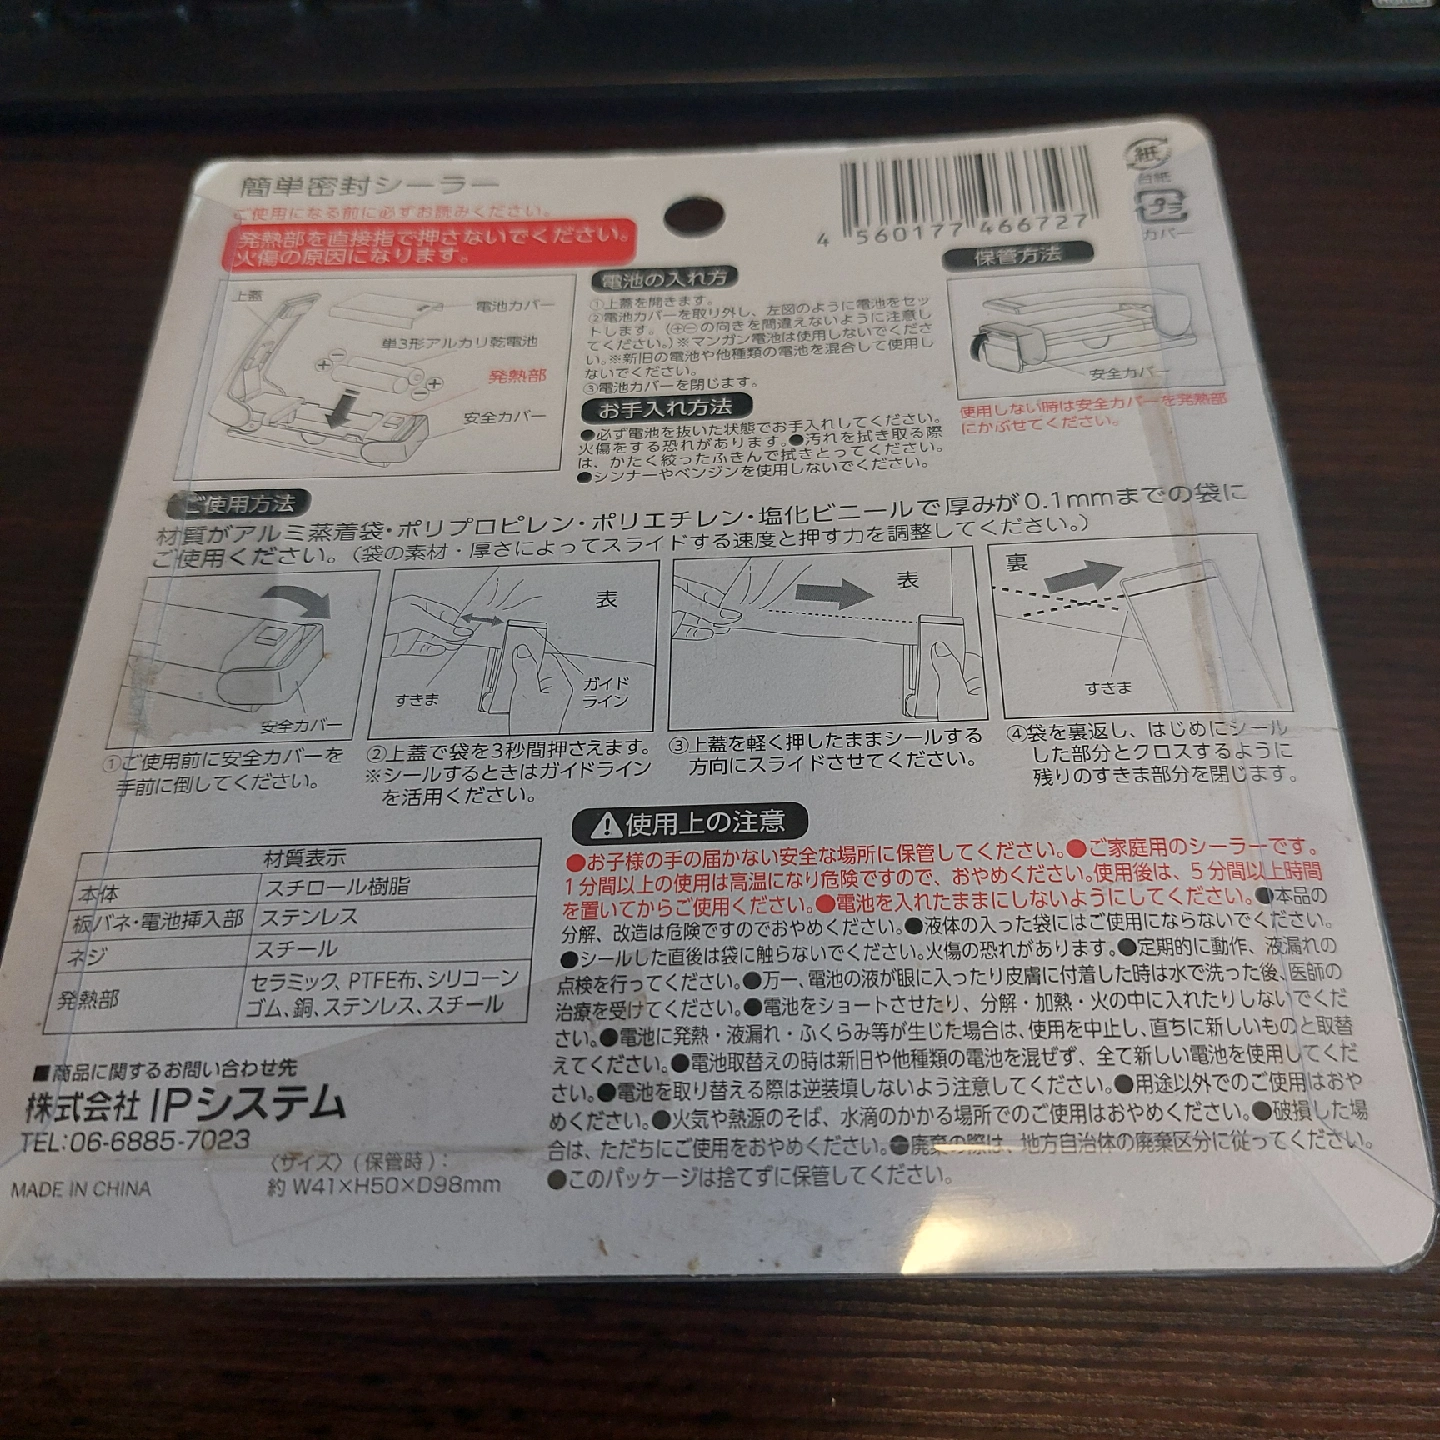 簡単密封シーラー
ご使用になる前に必ずお読みください。
発熱部を直接指で押さないでください。
火傷の原因になります。
4 560177 466727
紙
台紙
プラ
カバー
上蓋
電池カバー
単3形アルカリ乾電池
発熱部
安全カバー
電池の入れ方
①上蓋を開きます。
②電池カバーを取り外し、左図のように電池をセッ
トします。(⊕⊖の向きを間違えないように注意し
てください。)※マンガン電池は使用しないでくださ
い。※新旧の電池や他種類の電池を混合して使用し
ないでください。
③電池カバーを閉じます。
お手入れ方法
●必ず電池を抜いた状態でお手入れしてください。
火傷をする恐れがあります。●汚れを拭き取る際
は、かたく絞ったふきんで拭きとってください。
●シンナーやベンジンを使用しないでください。
保管方法
安全カバー
使用しない時は安全カバーを発熱部
にかぶせてください。
ご使用方法
材質がアルミ蒸着袋・ポリプロピレン・ポリエチレン・塩化ビニールで厚みが0.1mmまでの袋に
ご使用ください。(袋の素材・厚さによってスライドする速度と押す力を調整してください。)
安全カバー
①ご使用前に安全カバーを
手前に倒してください。
表
すきま
ガイド
ライン
②上蓋で袋を3秒間押さえます。
※シールするときはガイドライン
を活用ください。
表
③上蓋を軽く押したままシールする
方向にスライドさせてください。
裏
すきま
④袋を裏返し、はじめにシール
した部分とクロスするように
残りのすきま部分を閉じます。
材質表示
本体 スチロール樹脂
板バネ・電池挿入部 ステンレス
ネジ スチール
発熱部 セラミック、PTFE布、シリコーン
ゴム、銅、ステンレス、スチール
■商品に関するお問い合わせ先
株式会社 IPシステム
TEL:06-6885-7023
〈サイズ〉(保管時):
約 W41×H50×D98mm
MADE IN CHINA
⚠使用上の注意
●お子様の手の届かない安全な場所に保管してください。●ご家庭用のシーラーです。
1分間以上の使用は高温になり危険ですので、おやめください。使用後は、5分間以上時間
を置いてからご使用ください。●電池を入れたままにしないようにしてください。●本品の
分解、改造は危険ですのでおやめください。●液体の入った袋にはご使用にならないでください。
●シールした直後は袋に触らないでください。火傷の恐れがあります。●定期的に動作、液漏れの
点検を行ってください。●万一、電池の液が眼に入ったり皮膚に付着した時は水で洗った後、医師の
治療を受けてください。●電池をショートさせたり、分解・加熱・火の中に入れたりしないでくだ
さい。●電池に発熱・液漏れ・ふくらみ等が生じた場合は、使用を中止し、直ちに新しいものと取替
えてください。●電池取替えの時は新旧や他種類の電池を混ぜず、全て新しい電池を使用してくだ
さい。●電池を取り替える際は逆装填しないよう注意してください。●用途以外でのご使用はおや
めください。●火気や熱源のそば、水滴のかかる場所でのご使用はおやめください。●破損した場
合は、ただちにご使用をおやめください。●廃棄の際は、地方自治体の廃棄区分に従ってください。
●このパッケージは捨てずに保管してください。